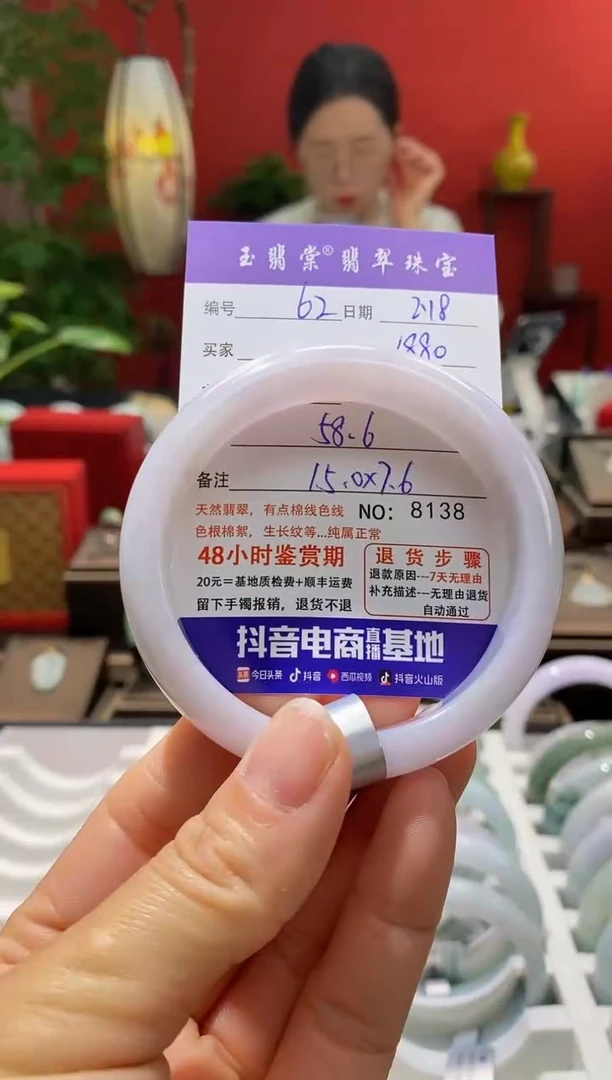 玉翡棠®翡翠珠宝
编号 62 日期 2.18
买家 1880
58.6
备注 15.0x7.6
天然翡翠，有点棉线色线 NO: 8138
色根棉絮，生长纹等...纯属正常
48小时鉴赏期
20元=基地质检费+顺丰运费
留下手镯报销，退货不退
退货步骤
退款原因---7天无理由
补充描述---无理由退货
自动通过
抖音电商直播基地
头条 今日头条 抖音 西瓜视频 抖音火山版